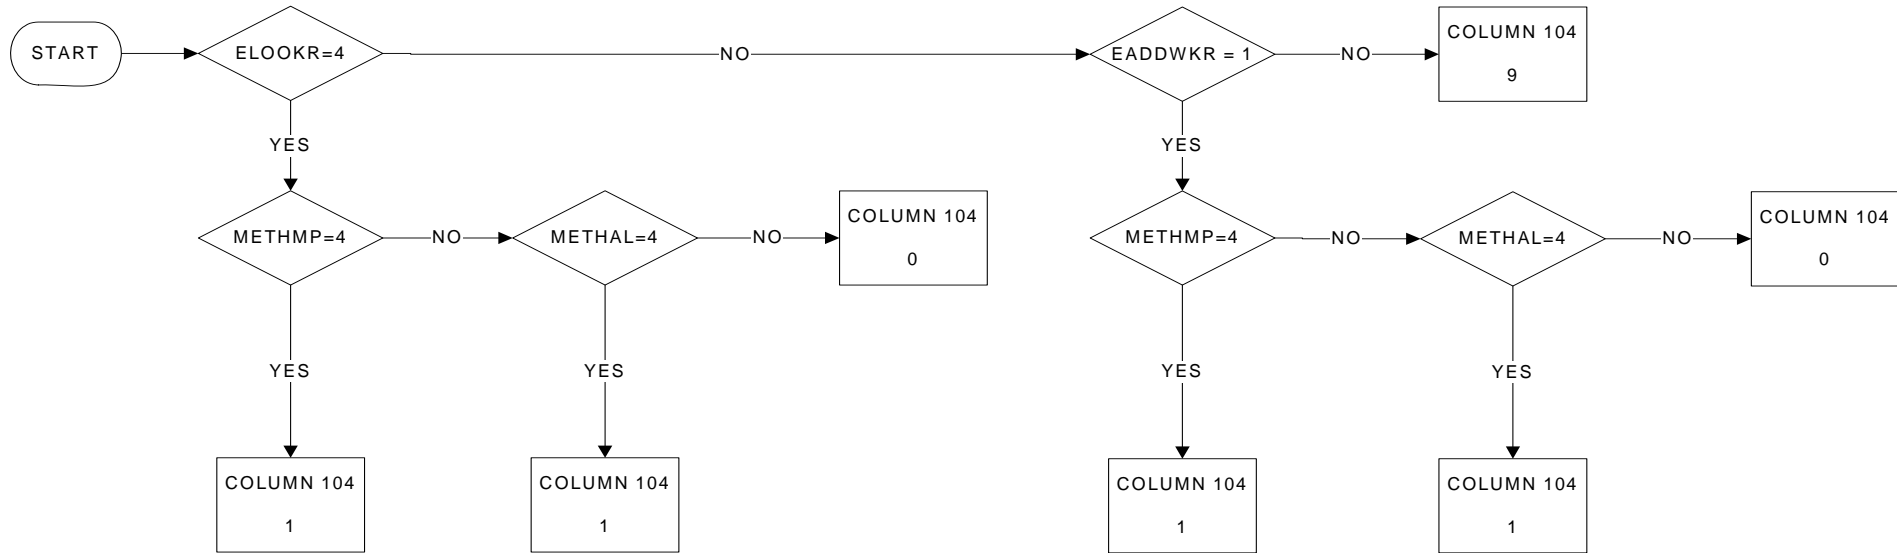 START
ELOOKR=4
NO
EADDWKR = 1
NO
COLUMN 104
9
YES
YES
METHMP=4
NO
METHAL=4
NO
COLUMN 104
0
METHMP=4
NO
METHAL=4
NO
COLUMN 104
0
YES
YES
YES
YES
COLUMN 104
1
COLUMN 104
1
COLUMN 104
1
COLUMN 104
1